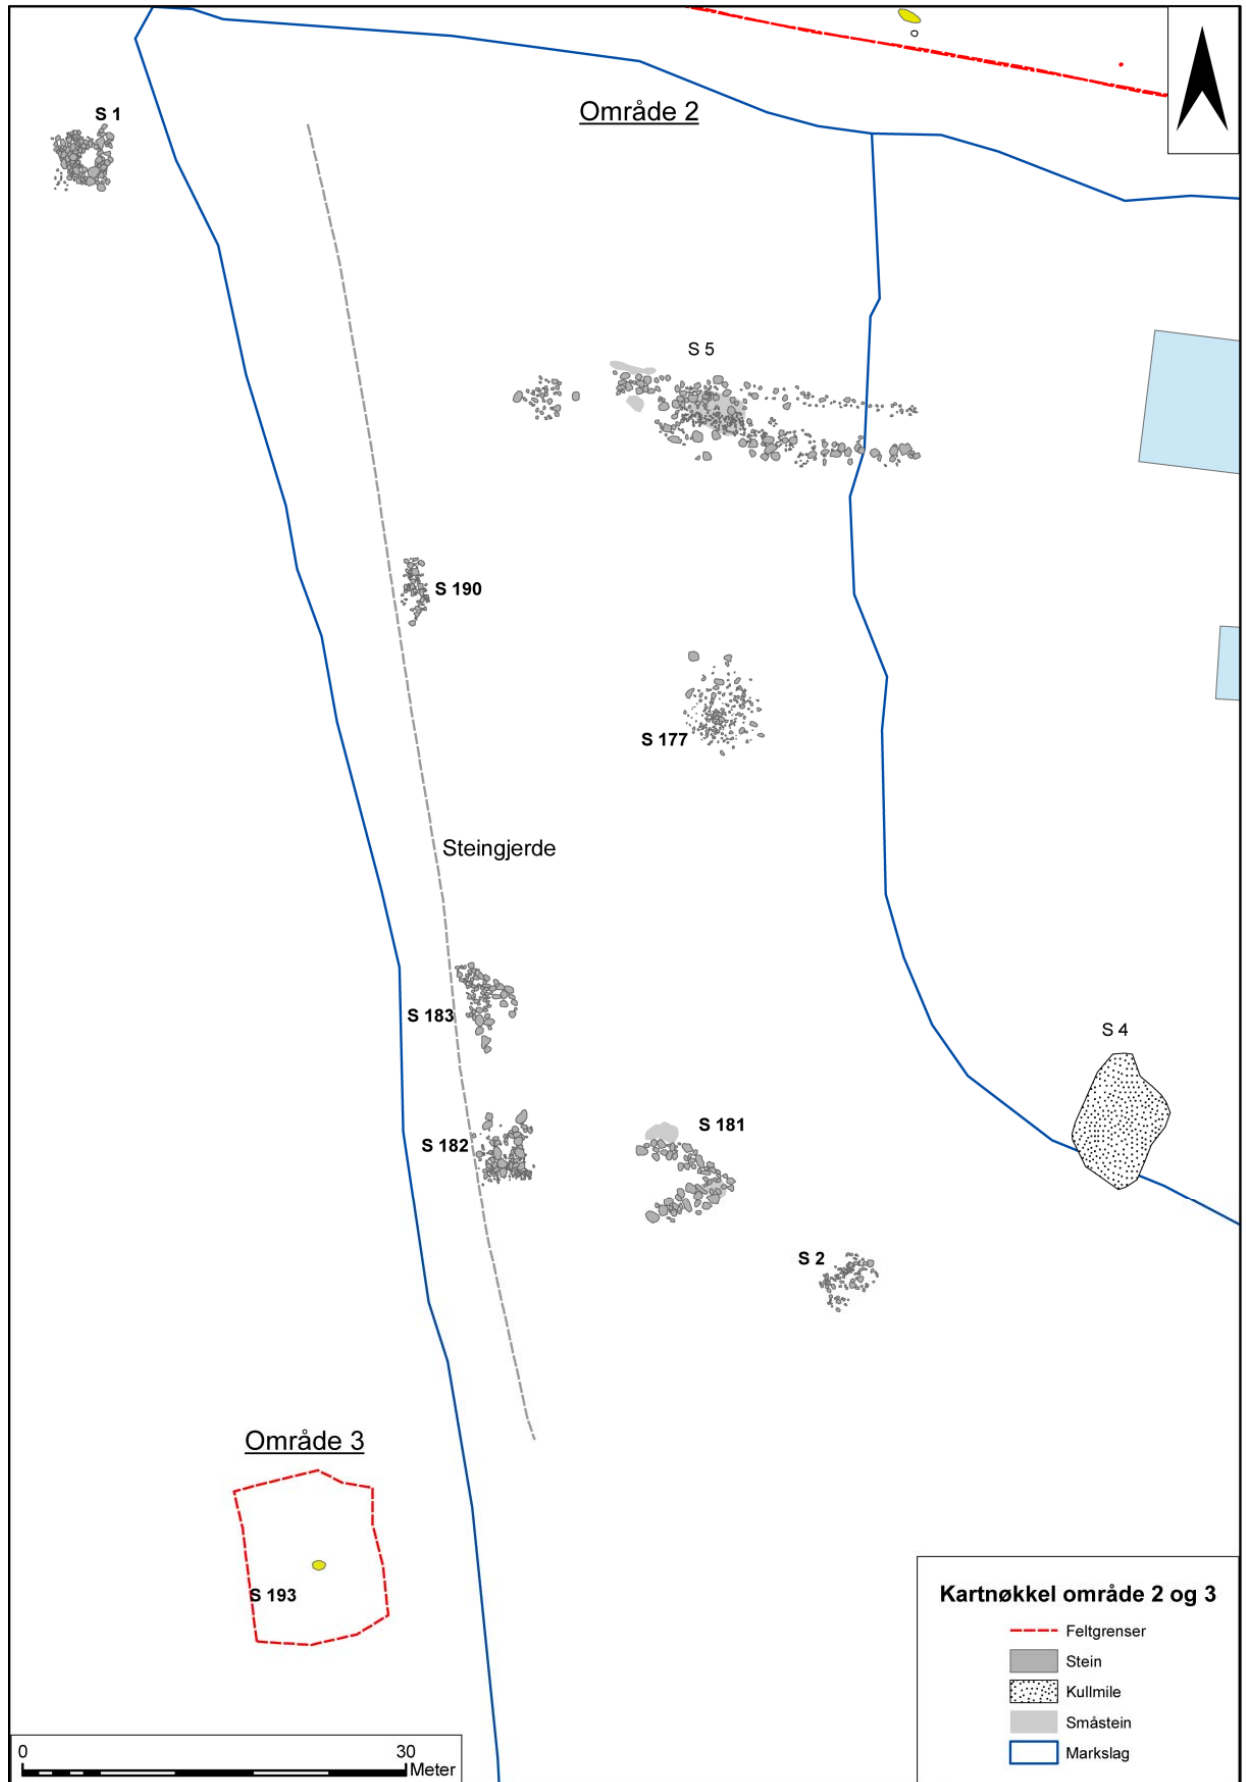 S 1
Område 2
S 5
S 190
S 177
Steingjerde
S 183
S 4
S 182
S 181
S 2
Område 3
S 193
Kartnøkkel område 2 og 3
Feltgrenser
Stein
Kullmile
Småstein
Markslag
0 30
Meter